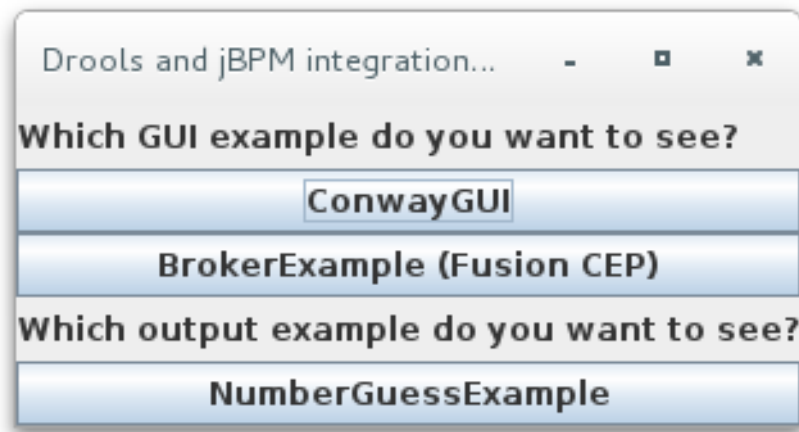 Drools and jBPM integration...
Which GUI example do you want to see?
ConwayGUI
BrokerExample (Fusion CEP)
Which output example do you want to see?
NumberGuessExample